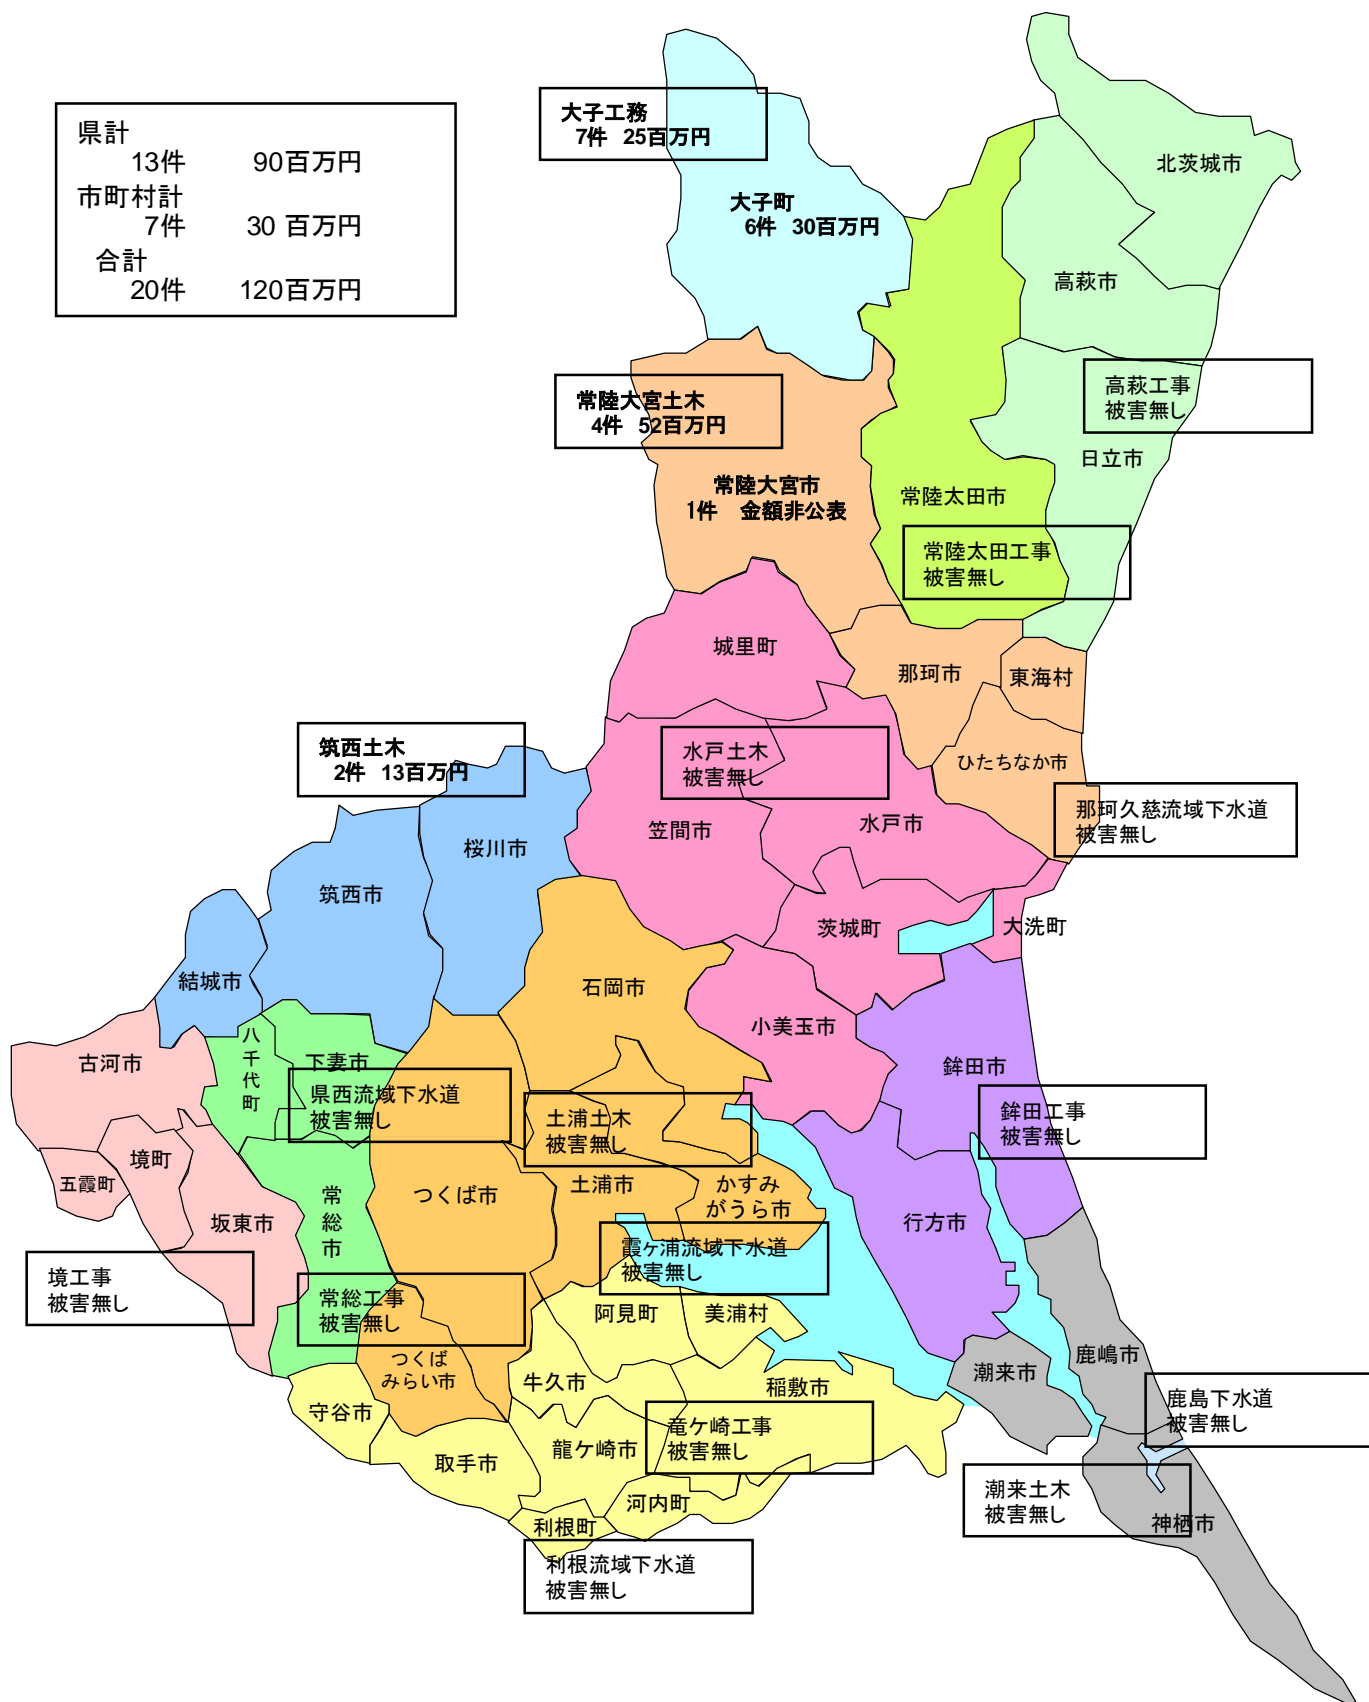 県計
13件 90百万円
市町村計
7件 30 百万円
合計
20件 120百万円
大子工務
7件 25百万円
大子町
6件 30百万円
北茨城市
高萩市
高萩工事
被害無し
日立市
常陸大宮土木
4件 52百万円
常陸大宮市
1件 金額非公表
常陸太田市
常陸太田工事
被害無し
城里町
那珂市
東海村
ひたちなか市
那珂久慈流域下水道
被害無し
水戸土木
被害無し
笠間市
水戸市
茨城町
大洗町
小美玉市
筑西土木
2件 13百万円
桜川市
筑西市
結城市
石岡市
古河市
八
千
代
町
下妻市
県西流域下水道
被害無し
土浦土木
被害無し
鉾田市
鉾田工事
被害無し
五霞町
境町
坂東市
常
総
市
つくば市
土浦市
かすみ
がうら市
行方市
境工事
被害無し
常総工事
被害無し
霞ヶ浦流域下水道
被害無し
阿見町
美浦村
つくば
みらい市
牛久市
稲敷市
潮来市
鹿嶋市
鹿島下水道
被害無し
守谷市
取手市
龍ケ崎市
竜ケ崎工事
被害無し
河内町
利根町
利根流域下水道
被害無し
潮来土木
被害無し
神栖市